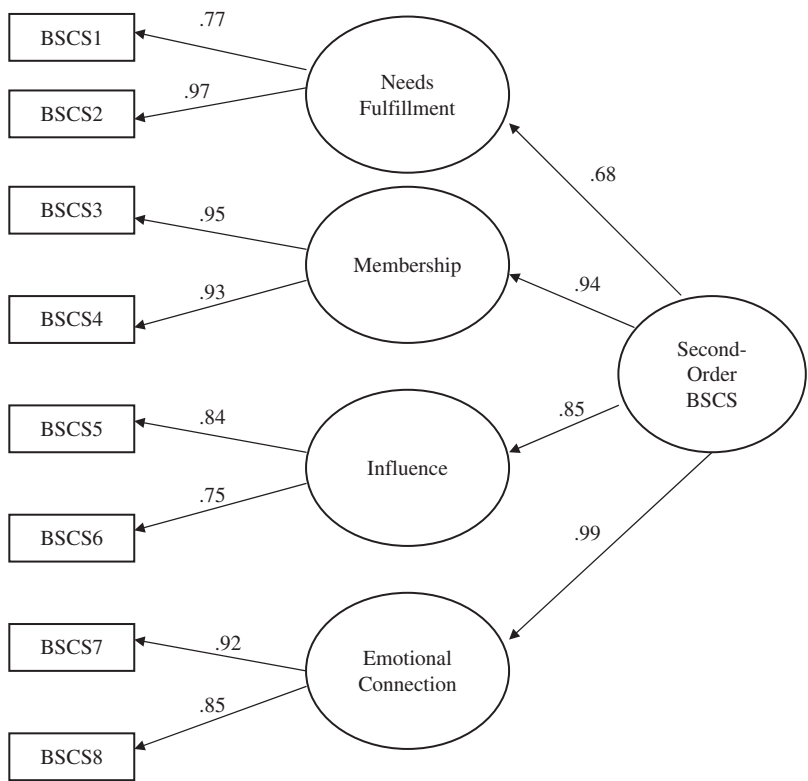 BSCS1
.77
Needs
Fulfillment
BSCS2
.97
.68
BSCS3
.95
Membership
.94
BSCS4
.93
Second-
Order
BSCS
BSCS5
.84
.85
Influence
BSCS6
.75
.99
BSCS7
.92
Emotional
Connection
BSCS8
.85